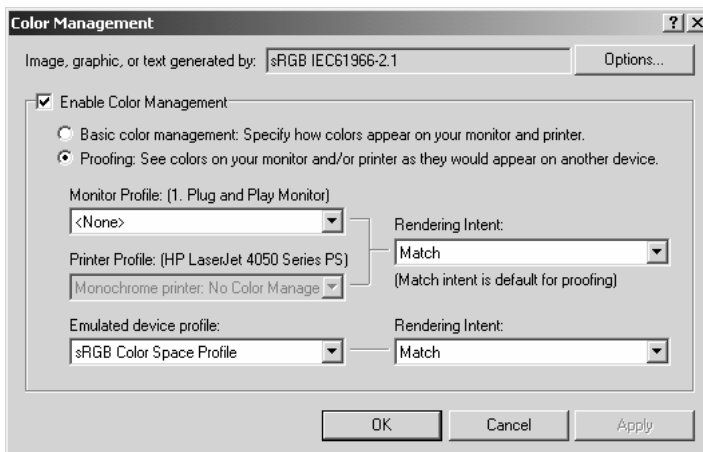 Color Management
Image, graphic, or text generated by: sRGB IEC61966-2.1 Options...
Enable Color Management
Basic color management: Specify how colors appear on your monitor and printer.
Proofing: See colors on your monitor and/or printer as they would appear on another device.
Monitor Profile: (1. Plug and Play Monitor)
<None>
Rendering Intent:
Match
Printer Profile: (HP LaserJet 4050 Series PS)
(Match intent is default for proofing)
Monochrome printer: No Color Manage
Emulated device profile: Rendering Intent:
sRGB Color Space Profile Match
OK Cancel Apply